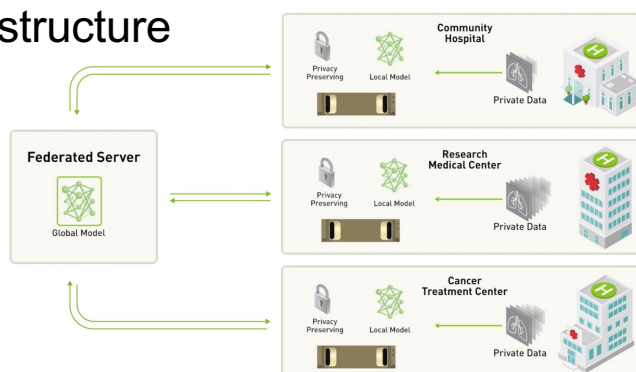 structure
Community
Hospital
Privacy
Preserving
Local Model
Private Data
H
Federated Server
Global Model
Research
Medical Center
Privacy
Preserving
Local Model
Private Data
H
Cancer
Treatment Center
Privacy
Preserving
Local Model
Private Data
H